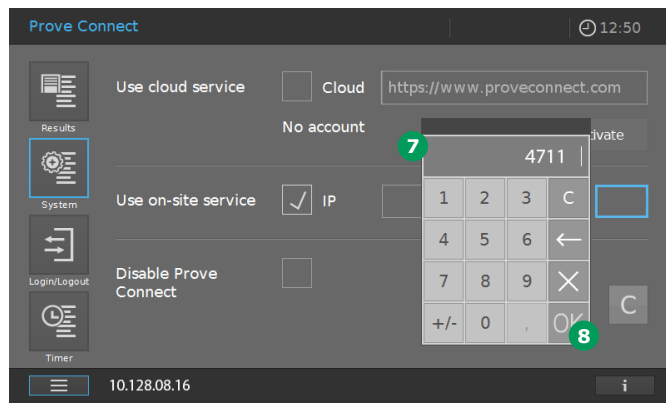 Prove Connect
12:50
Use cloud service
Cloud
https://www.proveconnect.com
Results
No account
7
4711
System
Use on-site service
IP
1 2 3 C
4 5 6 ←
7 8 9 X
+/- 0 , OK
8
Login/Logout
Disable Prove
Connect
C
Timer
10.128.08.16
i